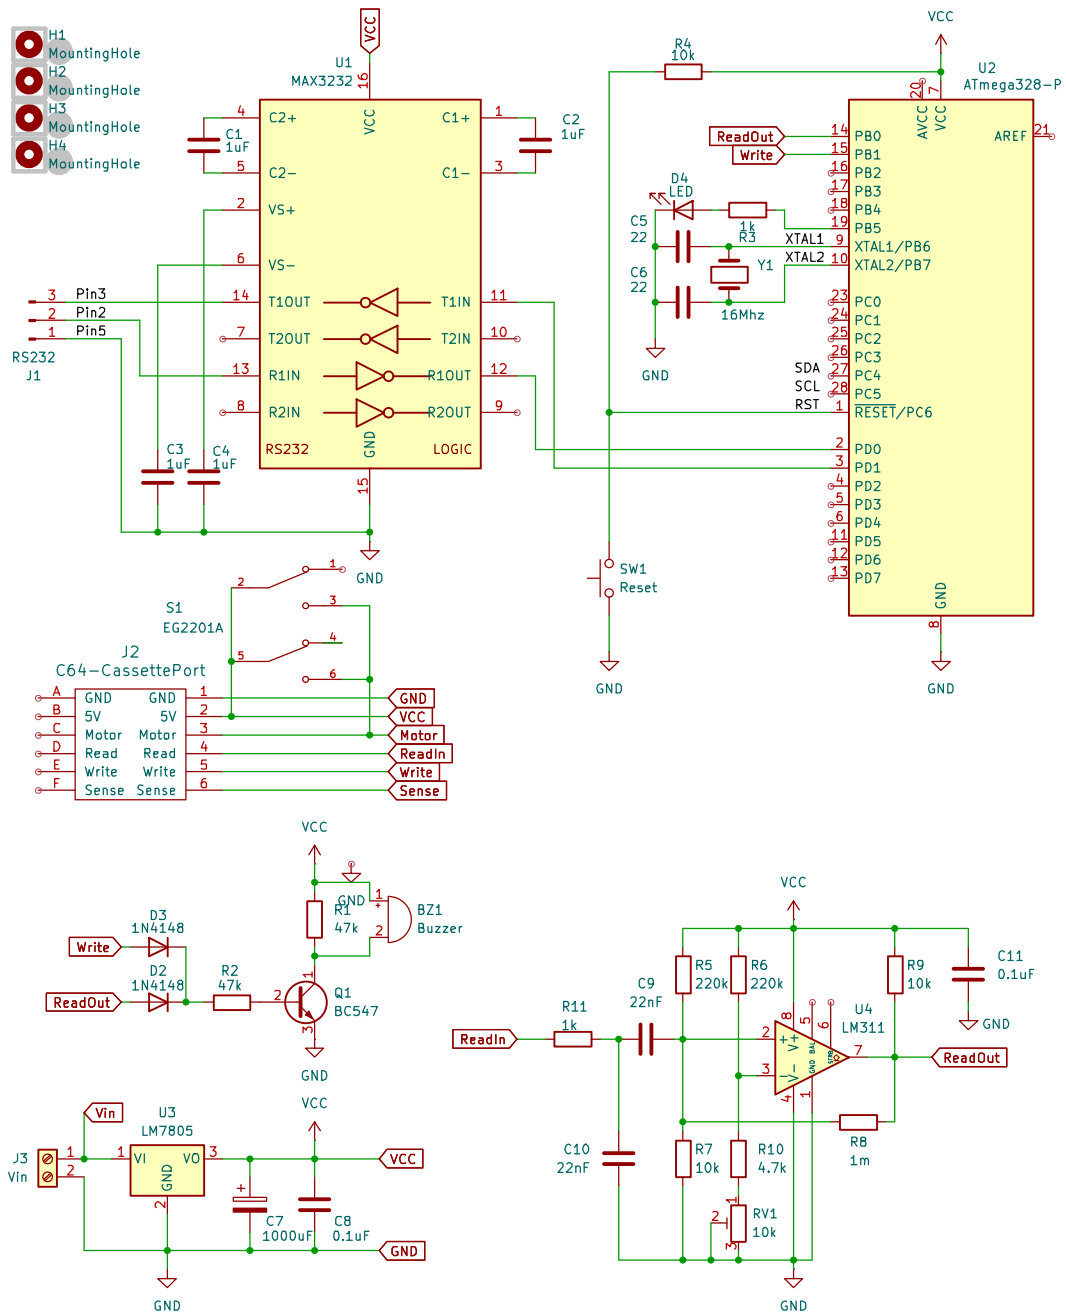 H1
MountingHole
H2
MountingHole
H3
MountingHole
H4
MountingHole
VCC
U1
MAX3232
16
VCC
4 C2+
C1+ 1
C1
1uF
C2
1uF
5 C2-
C1- 3
2 VS+
6 VS-
3 Pin3
14 T1OUT
T1IN 11
2 Pin2
1 Pin5
7 T2OUT
T2IN 10
RS232
J1
13 R1IN
R1OUT 12
8 R2IN
R2OUT 9
RS232
GND
LOGIC
C3
1uF
C4
1uF
15
GND
VCC
R4
10k
U2
ATmega328-P
20
7
AVCC
VCC
ReadOut
14 PB0
AREF 21
Write
15 PB1
16 PB2
17 PB3
18 PB4
19 PB5
D4
LED
1k
R3
C5
22
XTAL1
9 XTAL1/PB6
XTAL2
10 XTAL2/PB7
Y1
16Mhz
C6
22
GND
23 PC0
24 PC1
25 PC2
26 PC3
SDA
27 PC4
SCL
28 PC5
RST
1 RESET/PC6
2 PD0
3 PD1
4 PD2
5 PD3
6 PD4
11 PD5
12 PD6
13 PD7
GND
8
GND
SW1
Reset
GND
S1
EG2201A
1
2
3
4
5
6
J2
C64-CassettePort
A GND GND 1 GND
B 5V 5V 2 VCC
C Motor Motor 3 Motor
D Read Read 4 ReadIn
E Write Write 5 Write
F Sense Sense 6 Sense
VCC
GND
R1
47k
1
+
2
BZ1
Buzzer
D3
1N4148
Write
D2
1N4148
ReadOut
R2
47k
1
2
3
Q1
BC547
GND
Vin
U3
LM7805
VCC
J3
Vin
1
2
1 VI
VO 3
GND
2
VCC
+
C7
1000uF
C8
0.1uF
GND
GND
VCC
R5
220k
R6
220k
R9
10k
C11
0.1uF
GND
C9
22nF
R11
1k
ReadIn
U4
LM311
8
5
6
2 +
V+
BAL
STRB
3 -
V-
GND
7
4
1
ReadOut
R8
1m
C10
22nF
R7
10k
R10
4.7k
1
2
3
RV1
10k
GND